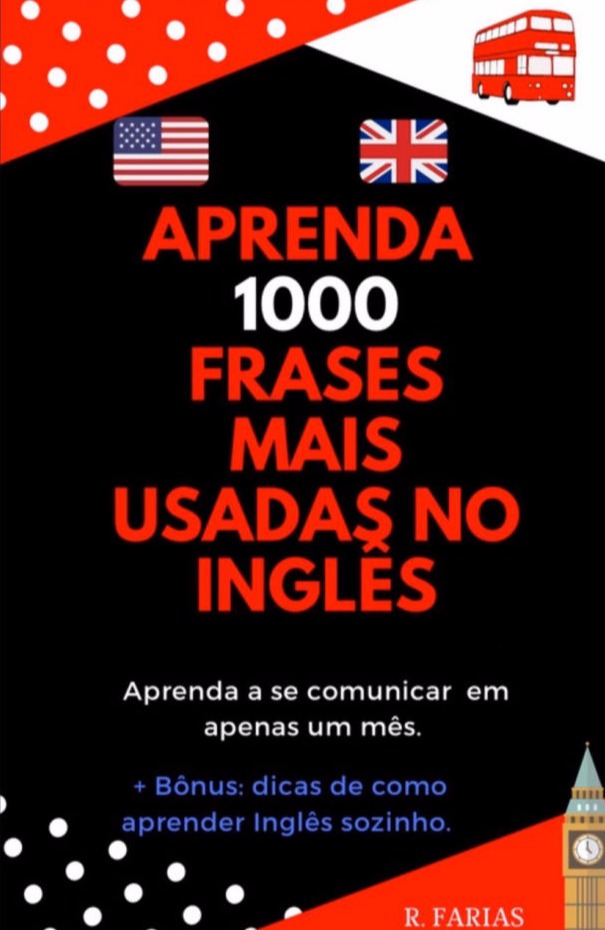 APRENDA
1000
FRASES
MAIS
USADAS NO
INGLÊS
Aprenda a se comunicar em
apenas um mês.
+ Bônus: dicas de como
aprender Inglês sozinho.
R. FARIAS